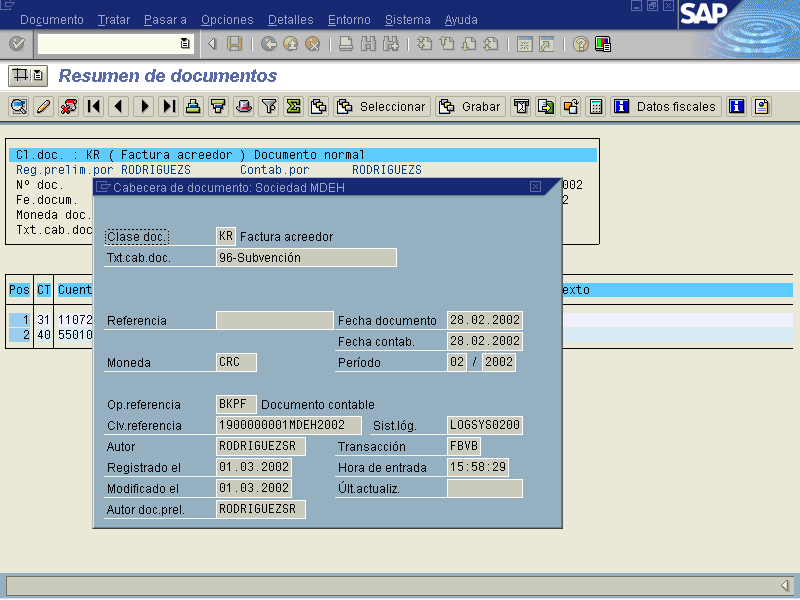 Documento Tratar Pasar a Opciones Detalles Entorno Sistema Ayuda
SAP
Resumen de documentos
Seleccionar Grabar Datos fiscales
Cl.doc. : KR ( Factura acreedor ) Documento normal
Reg.prelim.por RODRIGUEZS Contab.por RODRIGUEZS
Nº doc. 002
Fe.docum. 2
Moneda doc.
Txt.cab.doc
Pos CT Cuent exto
1 31 11072
2 40 55010
Cabecera de documento: Sociedad MDEH
Clase doc. KR Factura acreedor
Txt.cab.doc. 96-Subvención
Referencia Fecha documento 28.02.2002
Fecha contab. 28.02.2002
Moneda CRC Período 02 / 2002
Op.referencia BKPF Documento contable
Clv.referencia 1900000001MDEH2002 Sist.lóg. LOGSYS0200
Autor RODRIGUEZSR Transacción FBVB
Registrado el 01.03.2002 Hora de entrada 15:58:29
Modificado el 01.03.2002 Últ.actualiz.
Autor doc.prel. RODRIGUEZSR